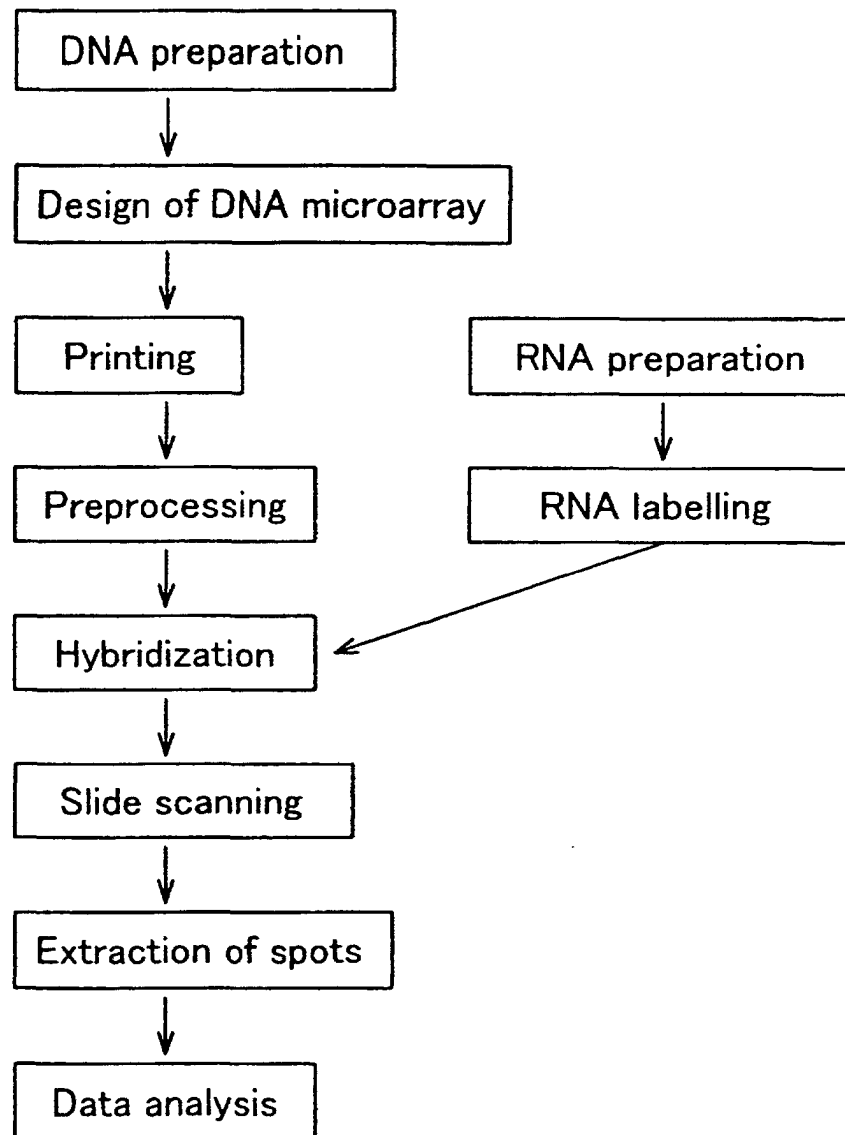 DNA preparation
Design of DNA microarray
Printing
RNA preparation
Preprocessing
RNA labelling
Hybridization
Slide scanning
Extraction of spots
Data analysis